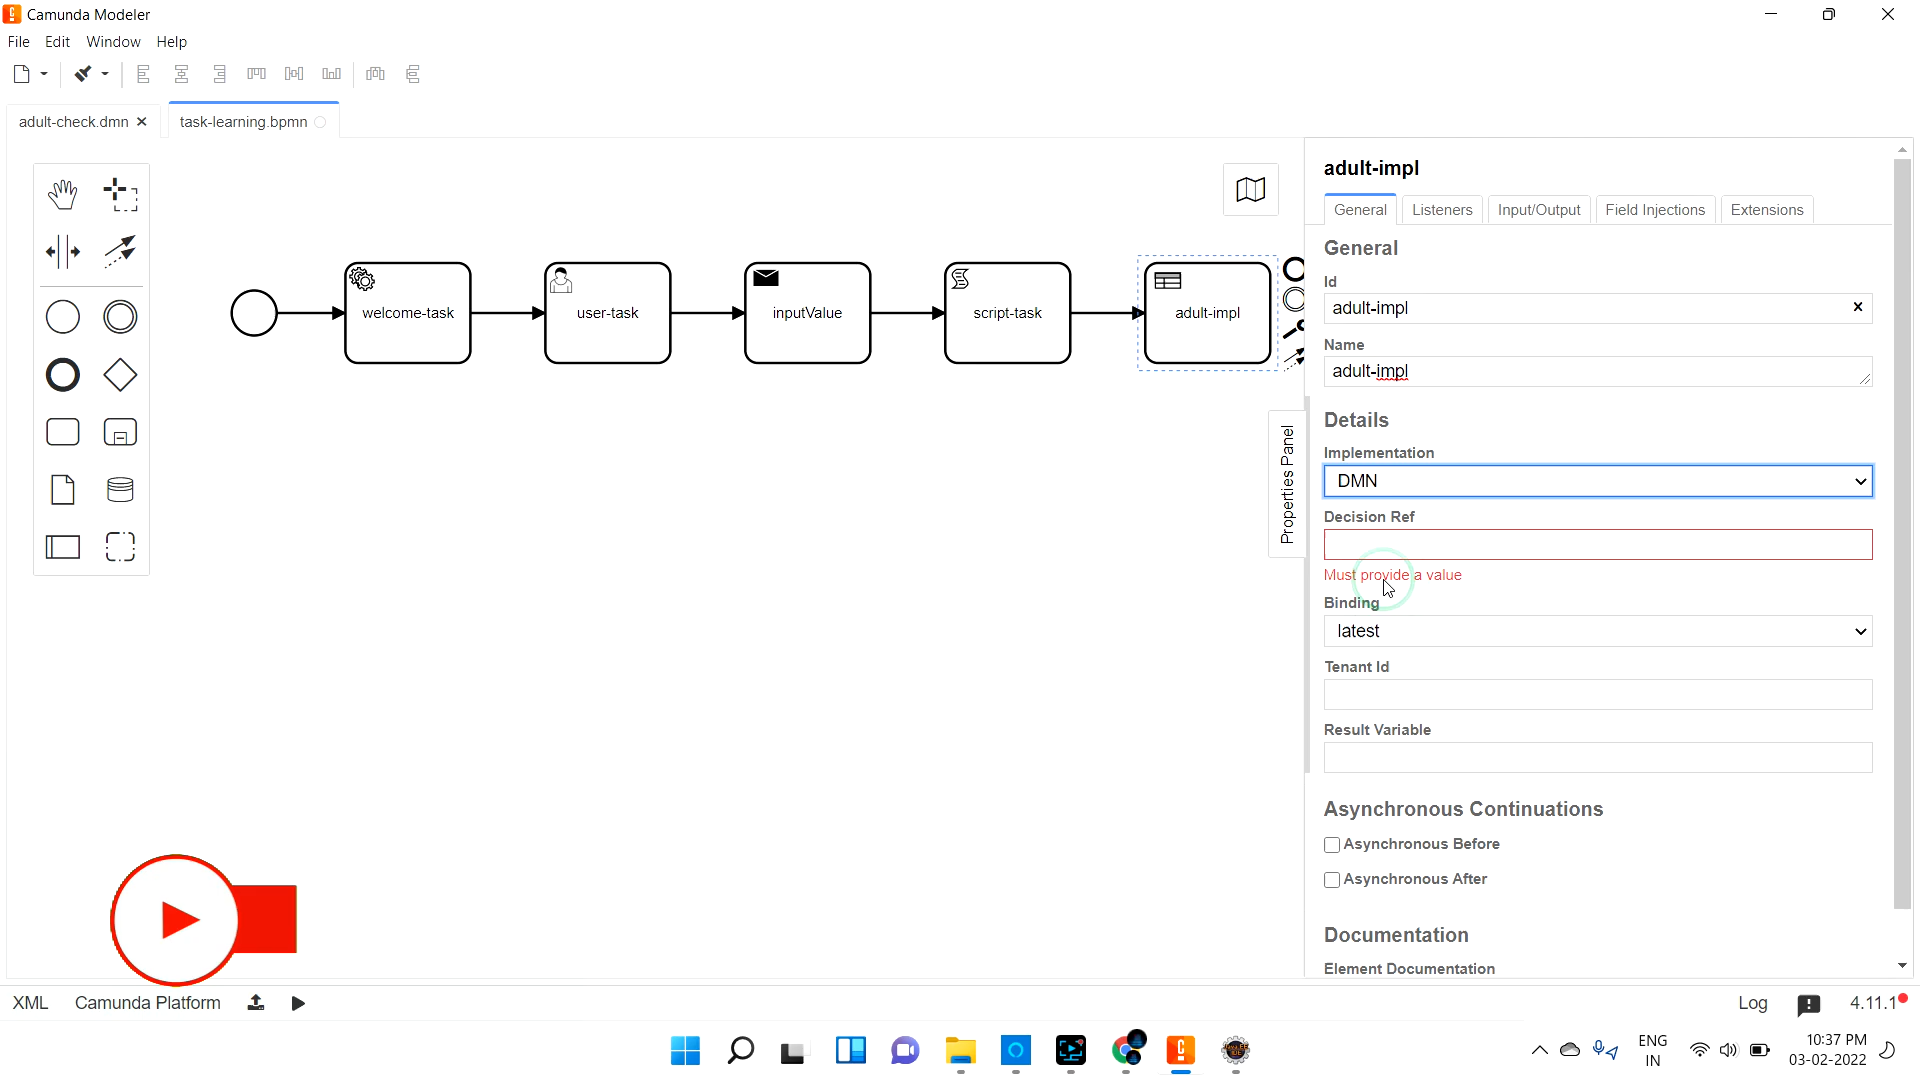 Camunda Modeler
File Edit Window Help
adult-check.dmn
task-learning.bpmn
welcome-task
user-task
inputValue
script-task
adult-impl
Properties Panel
adult-impl
General Listeners Input/Output Field Injections Extensions
General
Id
adult-impl
Name
adult-impl
Details
Implementation
DMN
Decision Ref
Must provide a value
Binding
latest
Tenant Id
Result Variable
Asynchronous Continuations
Asynchronous Before
Asynchronous After
Documentation
Element Documentation
XML Camunda Platform
Log 4.11.1
ENG
IN
10:37 PM
03-02-2022